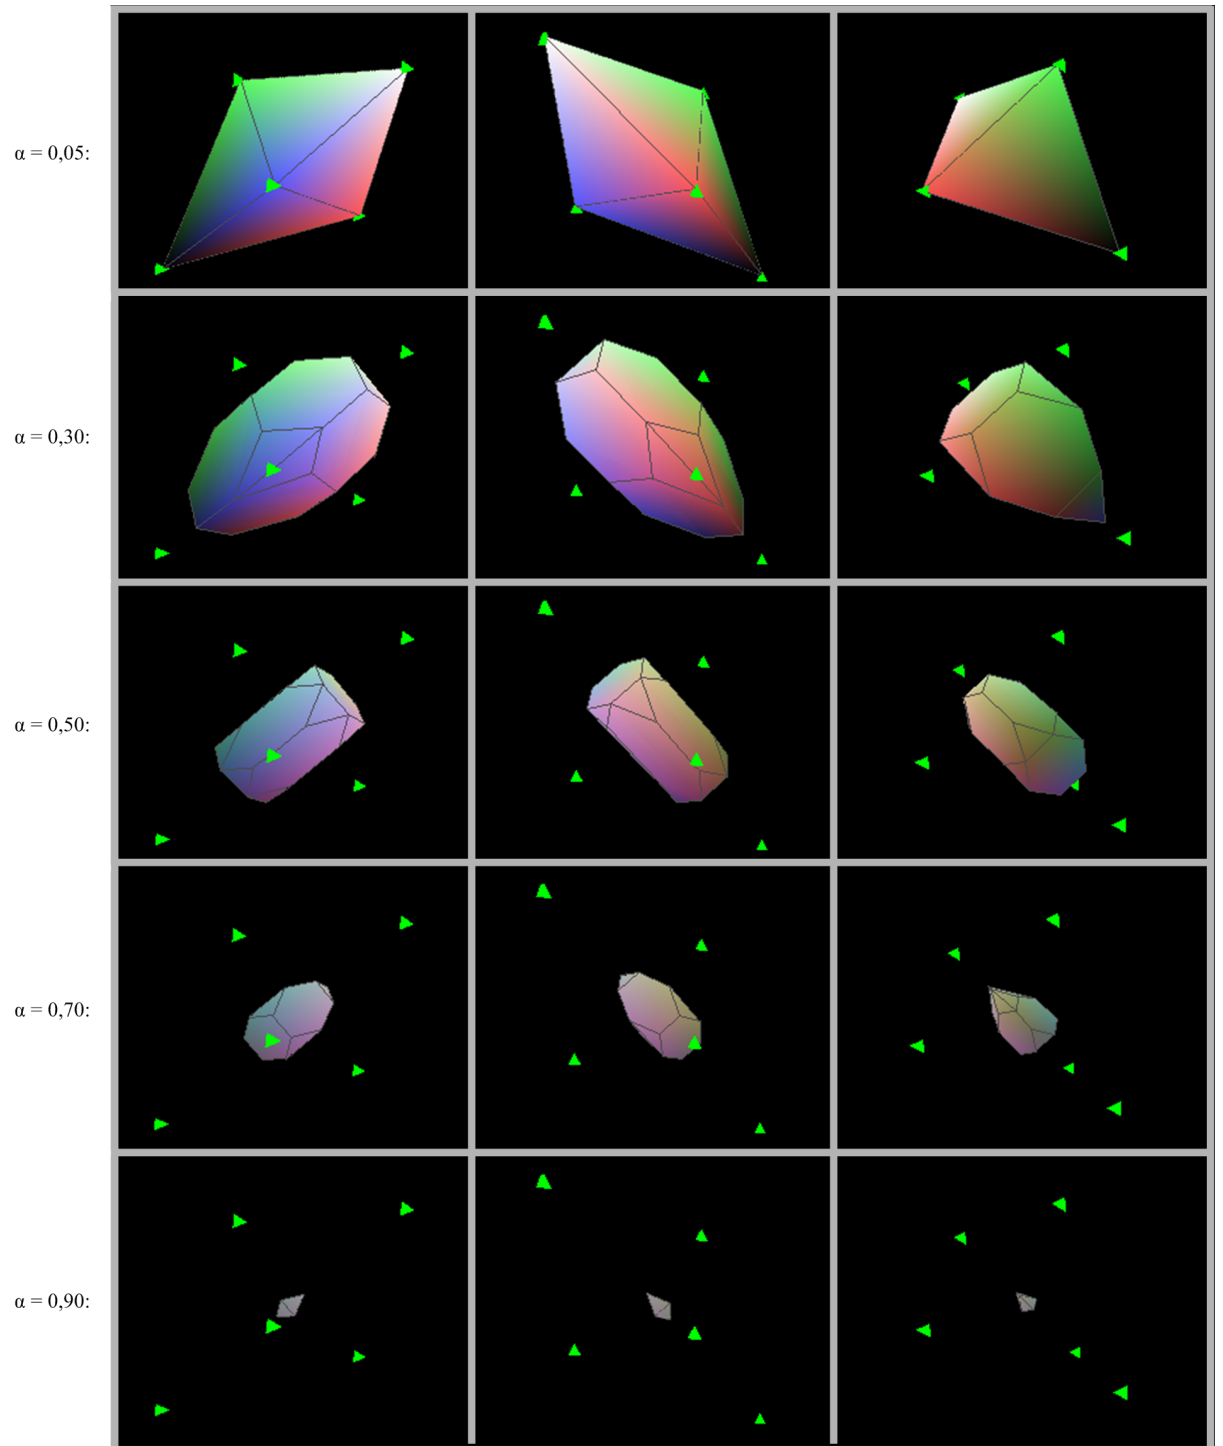 α = 0,05:
α = 0,30:
α = 0,50:
α = 0,70:
α = 0,90: